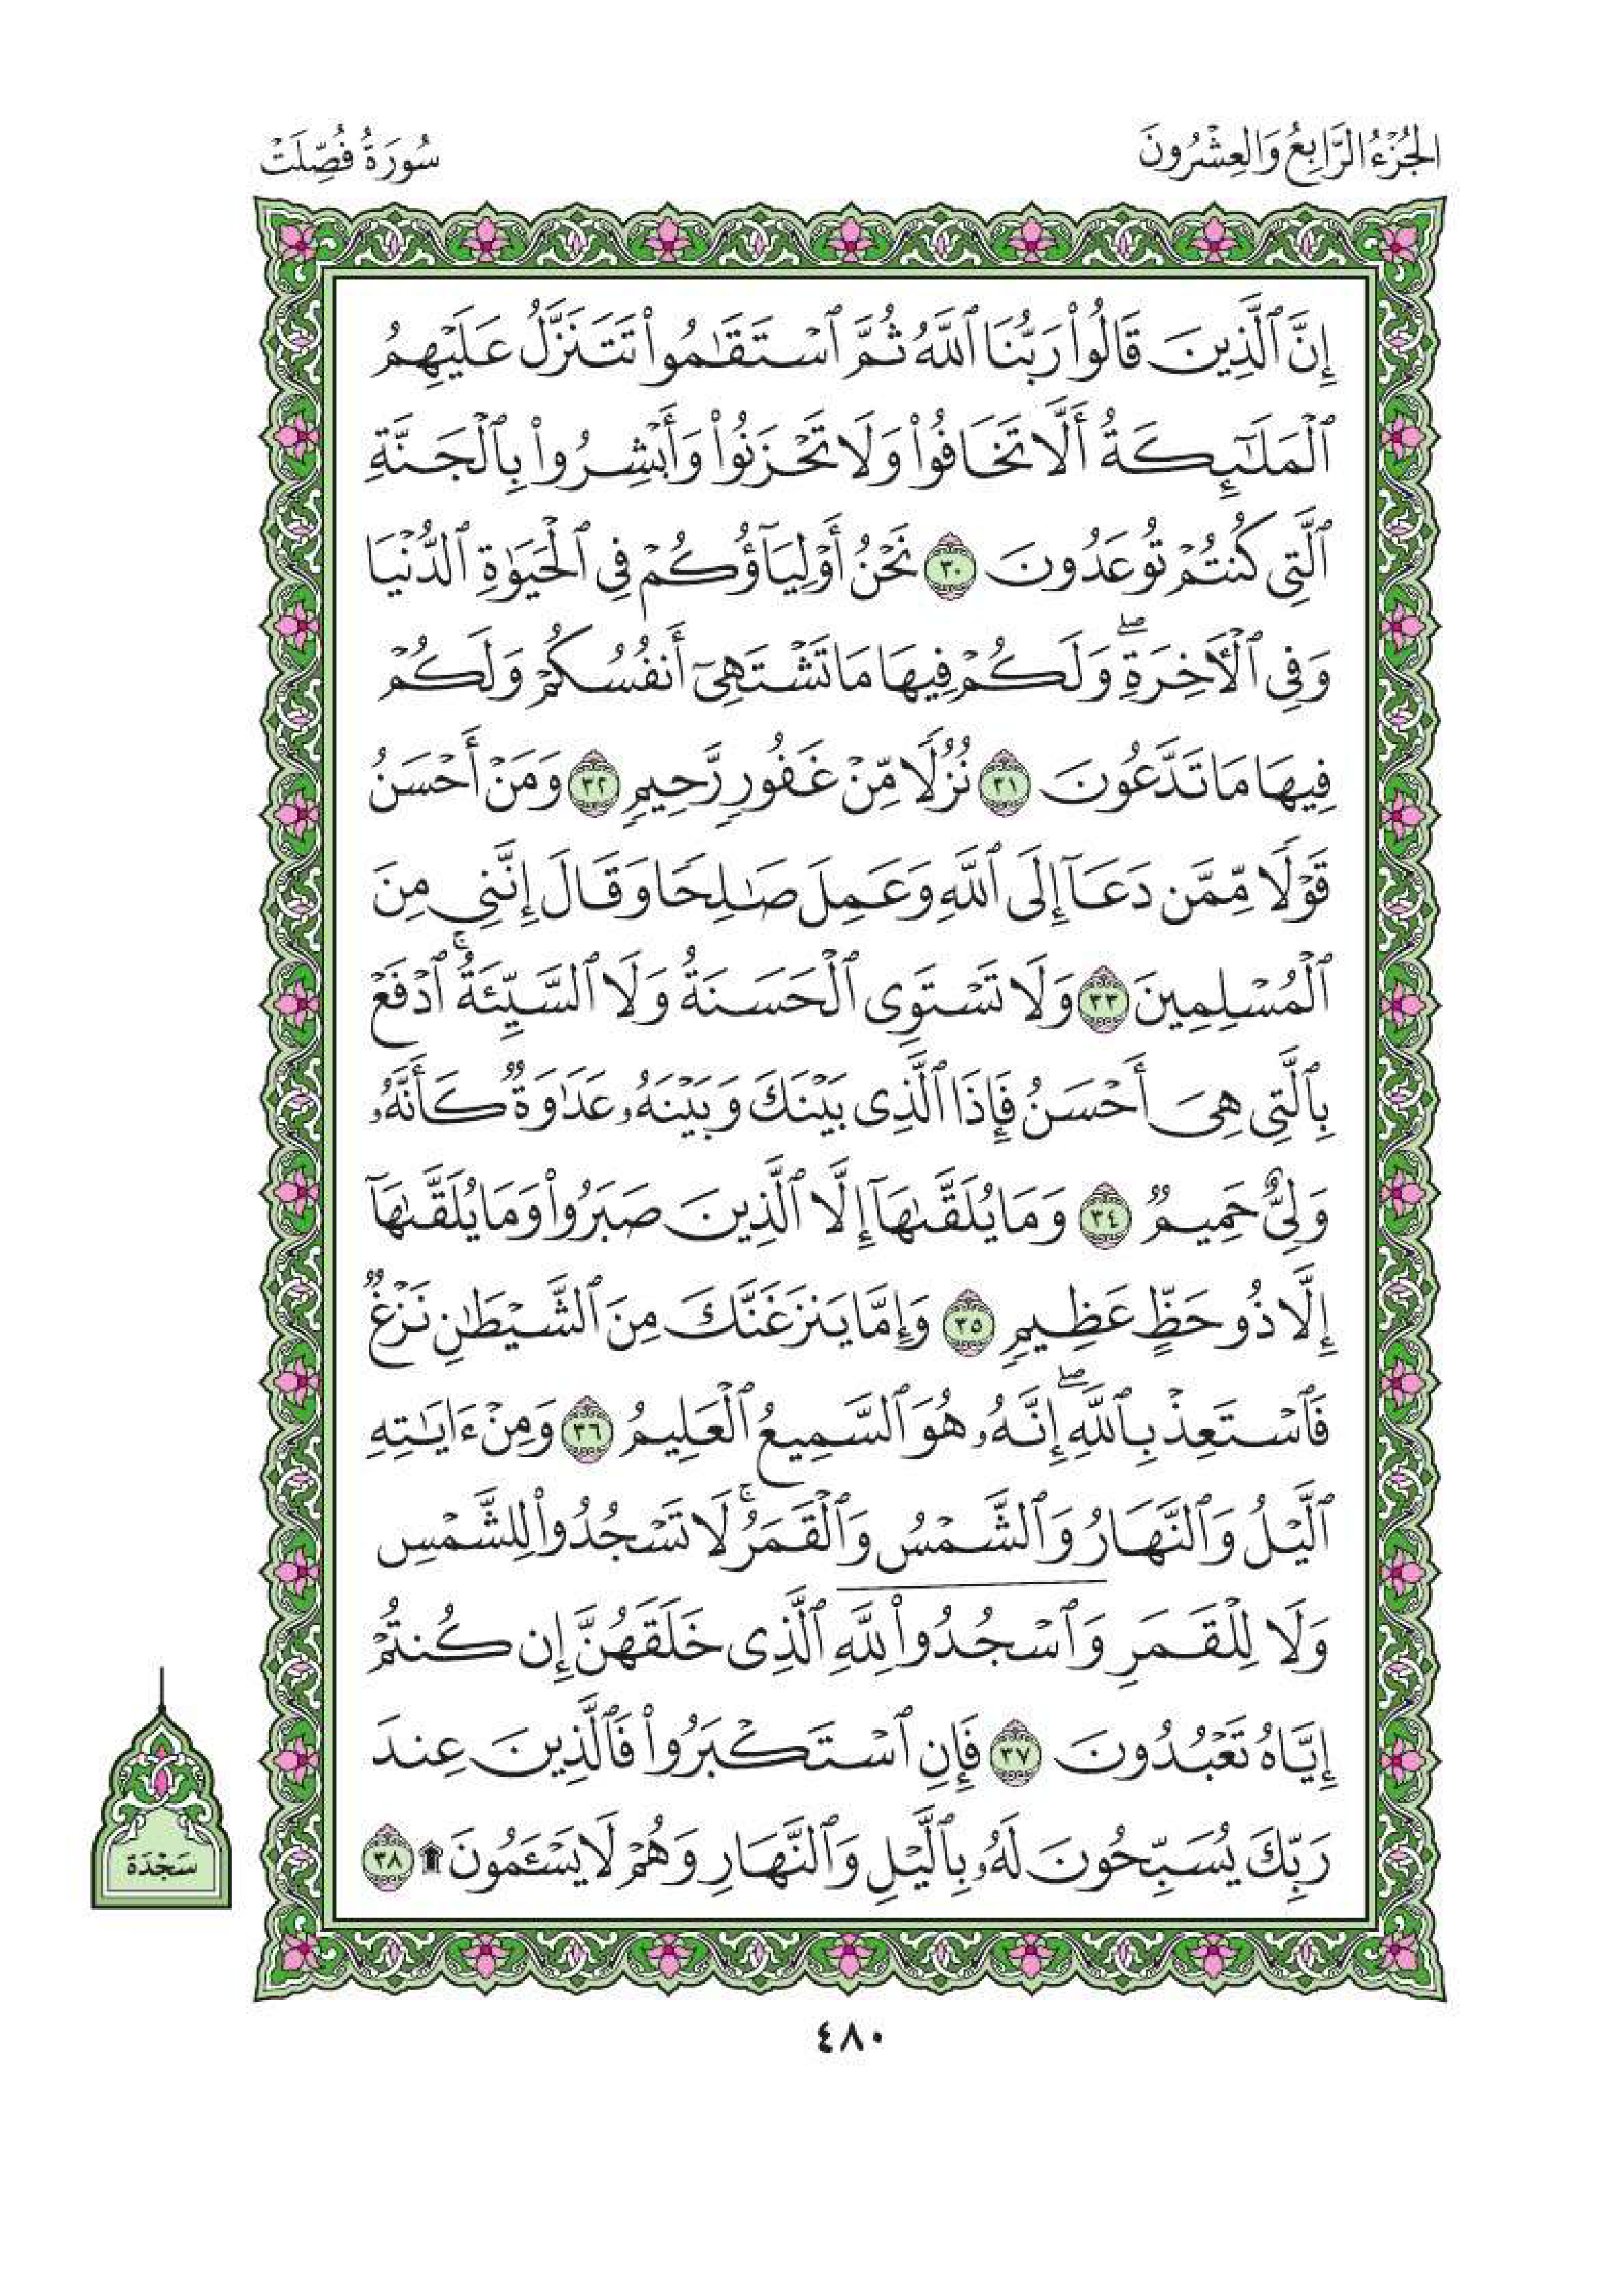 الجُزْءُ الرَّابِعُ وَالعِشْرُونَ
سُورَةُ فُصِّلَتْ
إِنَّ ٱلَّذِينَ قَالُوا۟ رَبُّنَا ٱللَّهُ ثُمَّ ٱسْتَقَٰمُوا۟ تَتَنَزَّلُ عَلَيْهِمُ
ٱلْمَلَٰٓئِكَةُ أَلَّا تَخَافُوا۟ وَلَا تَحْزَنُوا۟ وَأَبْشِرُوا۟ بِٱلْجَنَّةِ
ٱلَّتِى كُنتُمْ تُوعَدُونَ ٣٠ نَحْنُ أَوْلِيَآؤُكُمْ فِى ٱلْحَيَوٰةِ ٱلدُّنْيَا
وَفِى ٱلْـَٔاخِرَةِ ۖ وَلَكُمْ فِيهَا مَا تَشْتَهِىٓ أَنفُسُكُمْ وَلَكُمْ
فِيهَا مَا تَدَّعُونَ ٣١ نُزُلًا مِّنْ غَفُورٍ رَّحِيمٍ ٣٢ وَمَنْ أَحْسَنُ
قَوْلًا مِّمَّن دَعَآ إِلَى ٱللَّهِ وَعَمِلَ صَٰلِحًا وَقَالَ إِنَّنِى مِنَ
ٱلْمُسْلِمِينَ ٣٣ وَلَا تَسْتَوِى ٱلْحَسَنَةُ وَلَا ٱلسَّيِّئَةُ ۚ ٱدْفَعْ
بِٱلَّتِى هِىَ أَحْسَنُ فَإِذَا ٱلَّذِى بَيْنَكَ وَبَيْنَهُۥ عَدَٰوَةٌ كَأَنَّهُۥ
وَلِىٌّ حَمِيمٌ ٣٤ وَمَا يُلَقَّىٰهَآ إِلَّا ٱلَّذِينَ صَبَرُوا۟ وَمَا يُلَقَّىٰهَآ
إِلَّا ذُو حَظٍّ عَظِيمٍ ٣٥ وَإِمَّا يَنزَغَنَّكَ مِنَ ٱلشَّيْطَٰنِ نَزْغٌ
فَٱسْتَعِذْ بِٱللَّهِ ۖ إِنَّهُۥ هُوَ ٱلسَّمِيعُ ٱلْعَلِيمُ ٣٦ وَمِنْ ءَايَٰتِهِ
ٱلَّيْلُ وَٱلنَّهَارُ وَٱلشَّمْسُ وَٱلْقَمَرُ ۚ لَا تَسْجُدُوا۟ لِلشَّمْسِ
وَلَا لِلْقَمَرِ وَٱسْجُدُوا۟ لِلَّهِ ٱلَّذِى خَلَقَهُنَّ إِن كُنتُمْ
إِيَّاهُ تَعْبُدُونَ ٣٧ فَإِنِ ٱسْتَكْبَرُوا۟ فَٱلَّذِينَ عِندَ
رَبِّكَ يُسَبِّحُونَ لَهُۥ بِٱلَّيْلِ وَٱلنَّهَارِ وَهُمْ لَا يَسْـَٔمُونَ ۩ ٣٨
سَجْدَة
٤٨٠